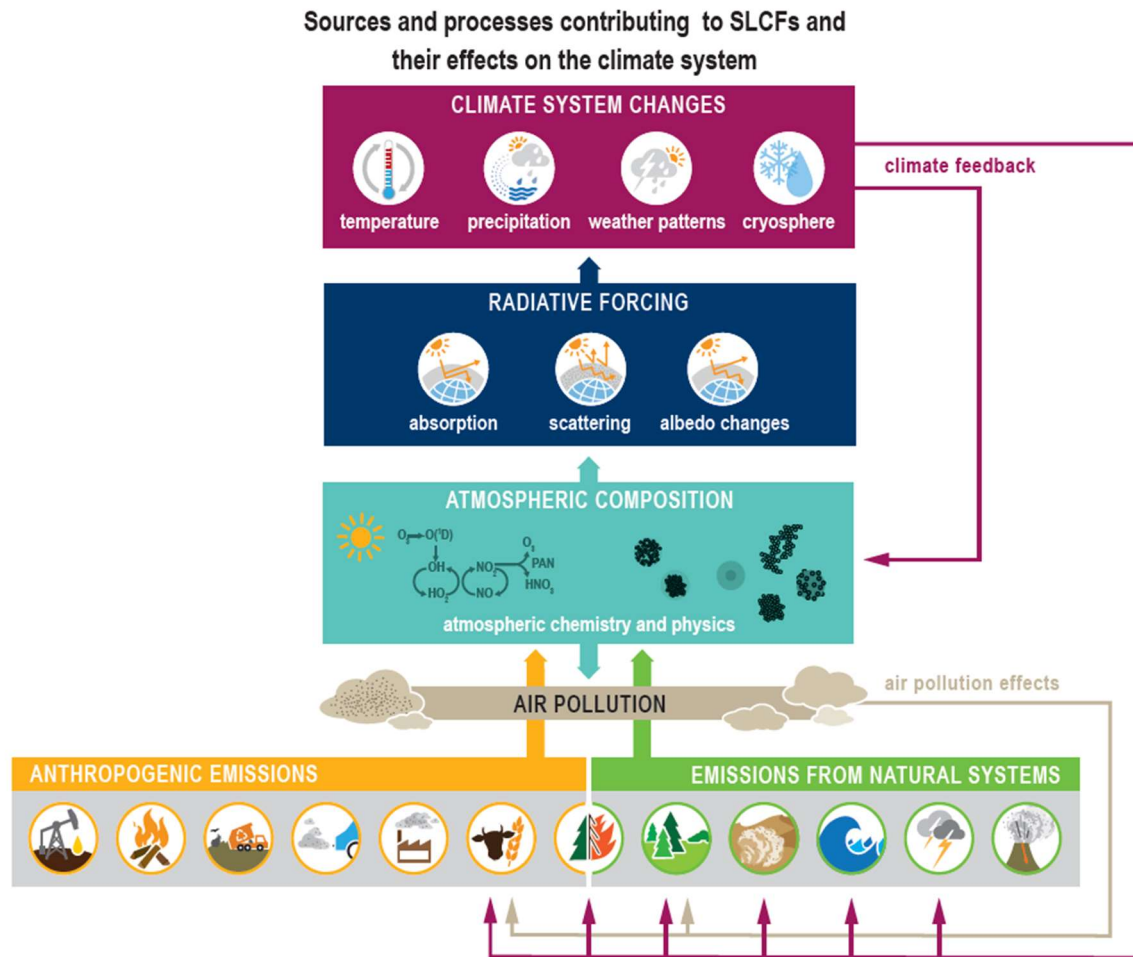 Sources and processes contributing to SLCFs and
their effects on the climate system
CLIMATE SYSTEM CHANGES
temperature
precipitation
weather patterns
cryosphere
climate feedback
RADIATIVE FORCING
absorption
scattering
albedo changes
ATMOSPHERIC COMPOSITION
O₃ O(¹D)
OH
HO₂
NO₂
NO
O₃
PAN
HNO₃
atmospheric chemistry and physics
AIR POLLUTION
air pollution effects
ANTHROPOGENIC EMISSIONS
EMISSIONS FROM NATURAL SYSTEMS